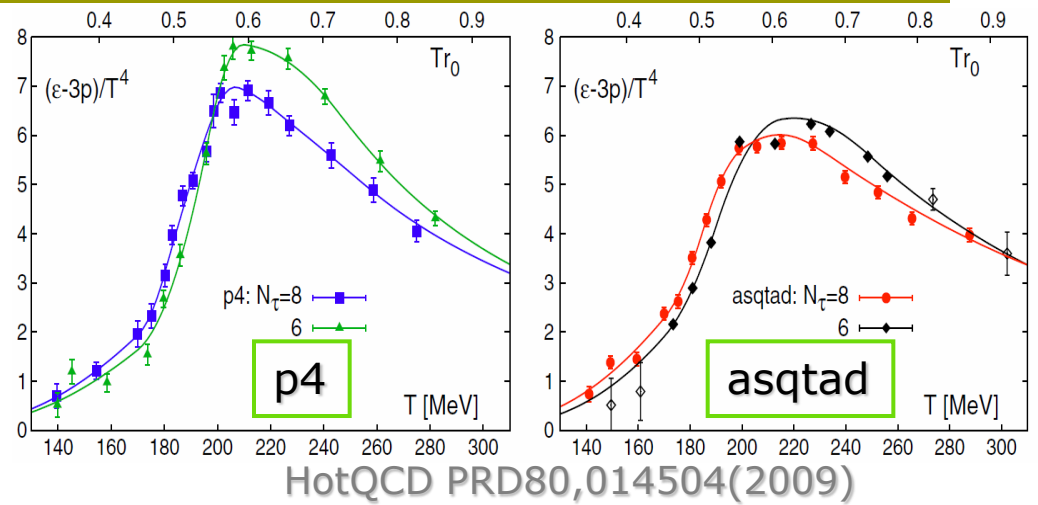 0.4 0.5 0.6 0.7 0.8 0.9
8
7
6
5
4
3
2
1
0
(ε-3p)/T⁴
Tr₀
p4: Nτ=8
6
p4
T [MeV]
140 160 180 200 220 240 260 280 300
0.4 0.5 0.6 0.7 0.8 0.9
8
7
6
5
4
3
2
1
0
(ε-3p)/T⁴
Tr₀
asqtad: Nτ=8
6
asqtad
T [MeV]
140 160 180 200 220 240 260 280 300
HotQCD PRD80,014504(2009)